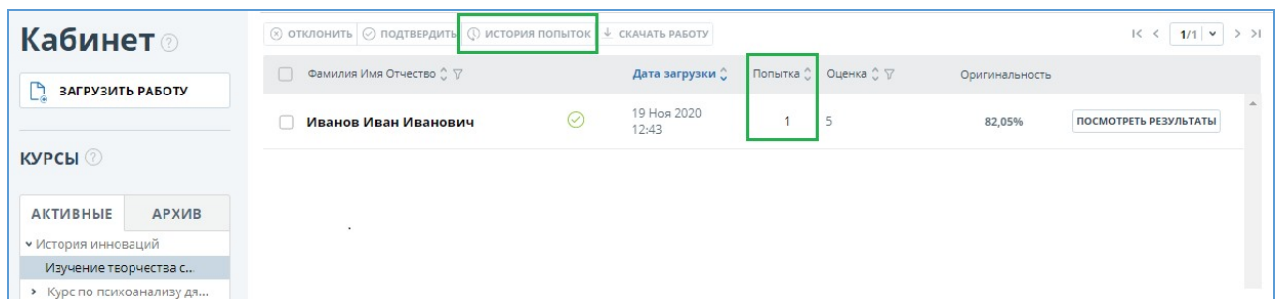 Кабинет
ЗАГРУЗИТЬ РАБОТУ
КУРСЫ
АКТИВНЫЕ АРХИВ
История инноваций
Изучение творчества с...
Курс по психоанализу дл...
ОТКЛОНИТЬ ПОДТВЕРДИТЬ ИСТОРИЯ ПОПЫТОК СКАЧАТЬ РАБОТУ
1/1
Фамилия Имя Отчество Дата загрузки Попытка Оценка Оригинальность
Иванов Иван Иванович 19 Ноя 2020 1 5 82,05% ПОСМОТРЕТЬ РЕЗУЛЬТАТЫ
12:43